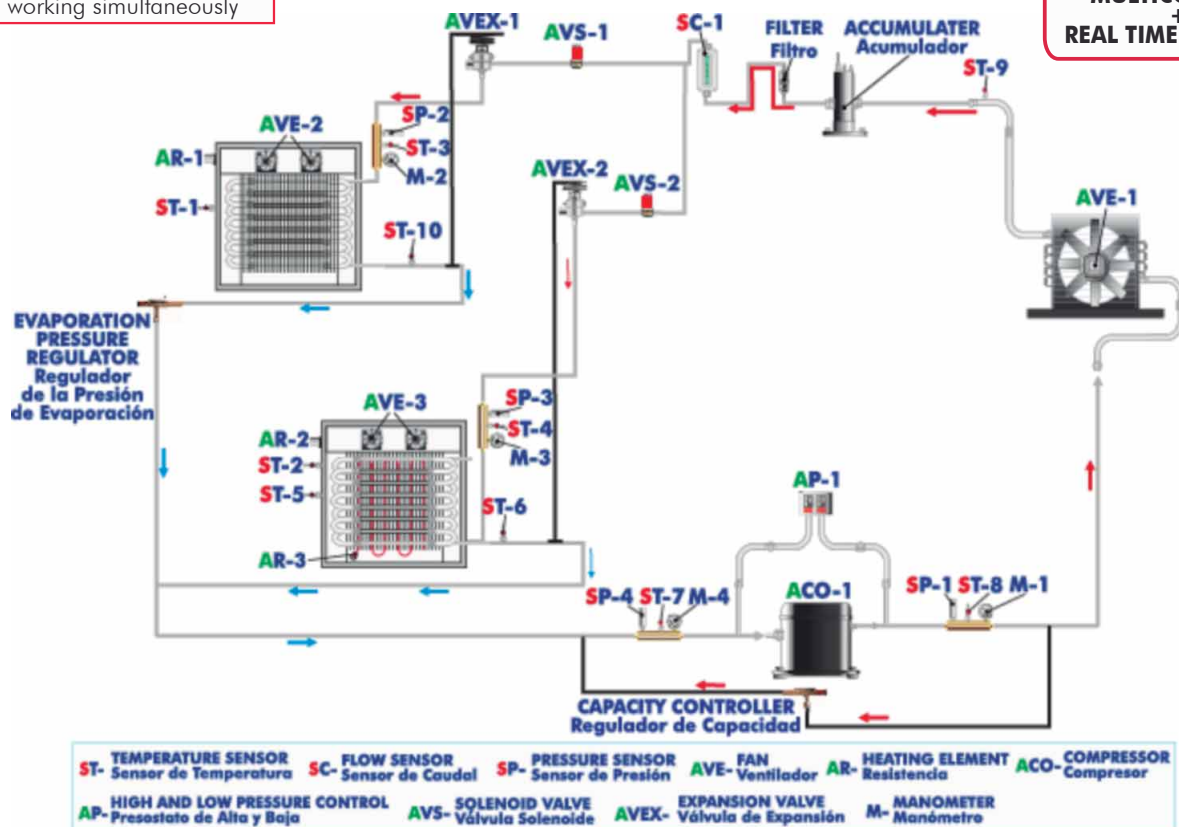 working simultaneously
REAL TIME
AVEX-1
AVS-1
SC-1
FILTER
Filtro
ACCUMULATER
Acumulador
ST-9
AVE-2
SP-2
AR-1
ST-3
M-2
AVEX-2
AVS-2
AVE-1
ST-1
ST-10
EVAPORATION
PRESSURE
REGULATOR
Regulador
de la Presión
de Evaporación
AVE-3
SP-3
ST-4
AR-2
M-3
ST-2
ST-5
ST-6
AP-1
AR-3
SP-4 ST-7 M-4
ACO-1
SP-1 ST-8 M-1
CAPACITY CONTROLLER
Regulador de Capacidad
ST- TEMPERATURE SENSOR
Sensor de Temperatura
SC- FLOW SENSOR
Sensor de Caudal
SP- PRESSURE SENSOR
Sensor de Presión
AVE- FAN
Ventilador
AR- HEATING ELEMENT
Resistencia
ACO- COMPRESSOR
Compresor
AP- HIGH AND LOW PRESSURE CONTROL
Presostato de Alta y Baja
AVS- SOLENOID VALVE
Válvula Solenoide
AVEX- EXPANSION VALVE
Válvula de Expansión
M- MANOMETER
Manómetro